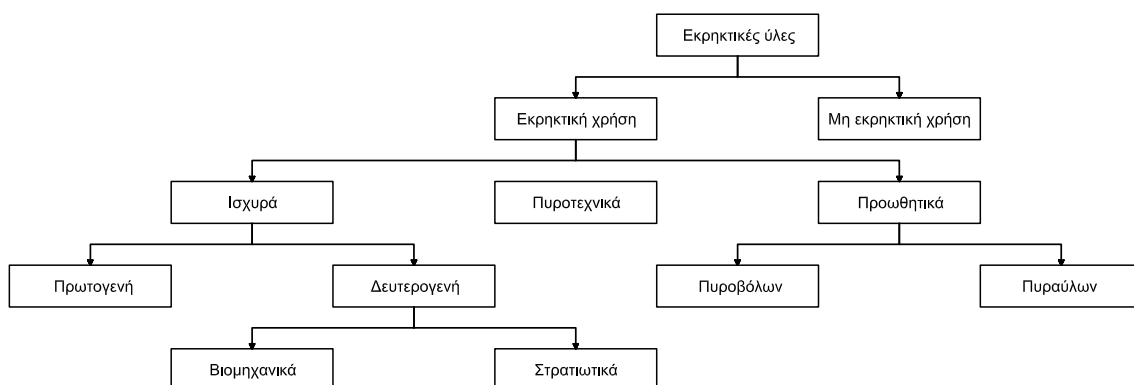 Εκρηκτικές ύλες
Εκρηκτική χρήση
Μη εκρηκτική χρήση
Ισχυρά
Πυροτεχνικά
Προωθητικά
Πρωτογενή
Δευτερογενή
Πυροβόλων
Πυραύλων
Βιομηχανικά
Στρατιωτικά